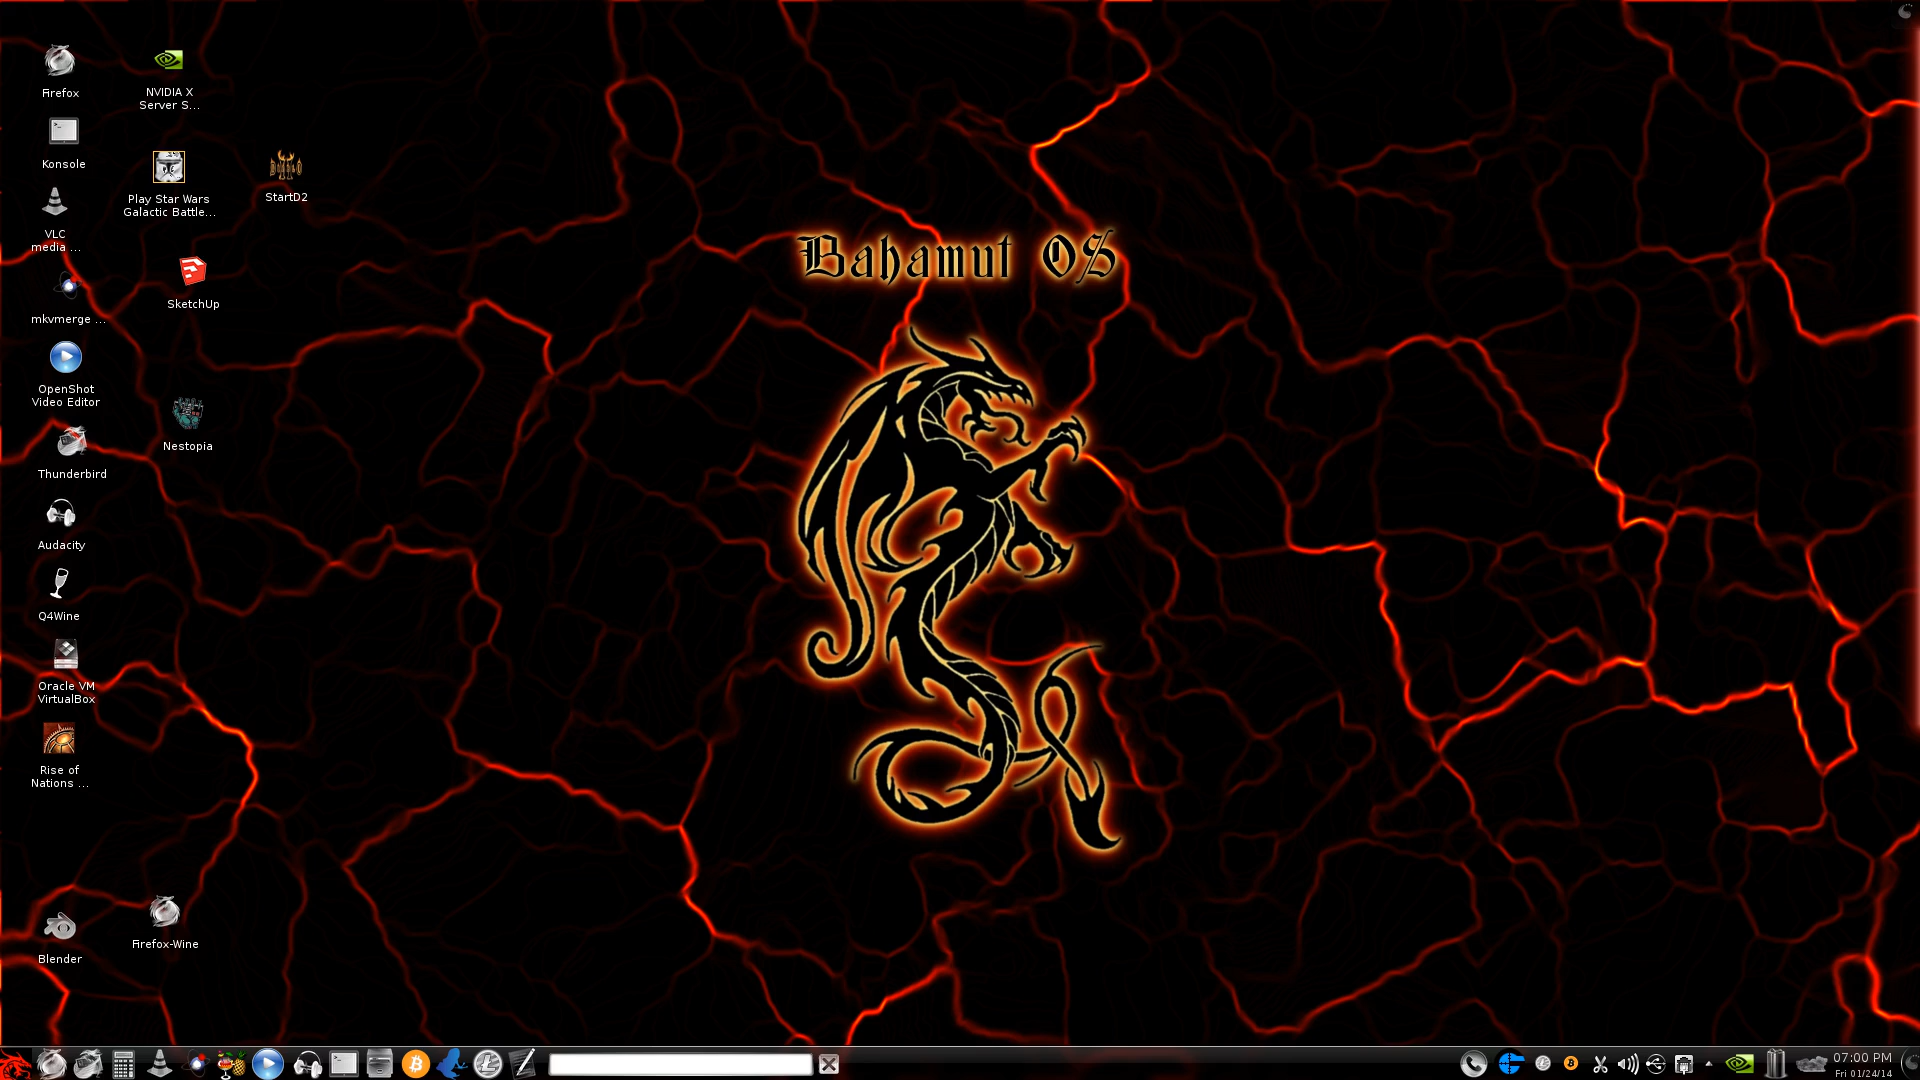 Firefox
NVIDIA X
Server S...
Konsole
Play Star Wars
Galactic Battle...
DIABLO
StartD2
VLC
media ...
Bahamut OS
SketchUp
mkvmerge ...
OpenShot
Video Editor
Nestopia
Thunderbird
Audacity
Q4Wine
Oracle VM
VirtualBox
Rise of
Nations ...
Firefox-Wine
Blender
07:00 PM
Fri 01/24/14